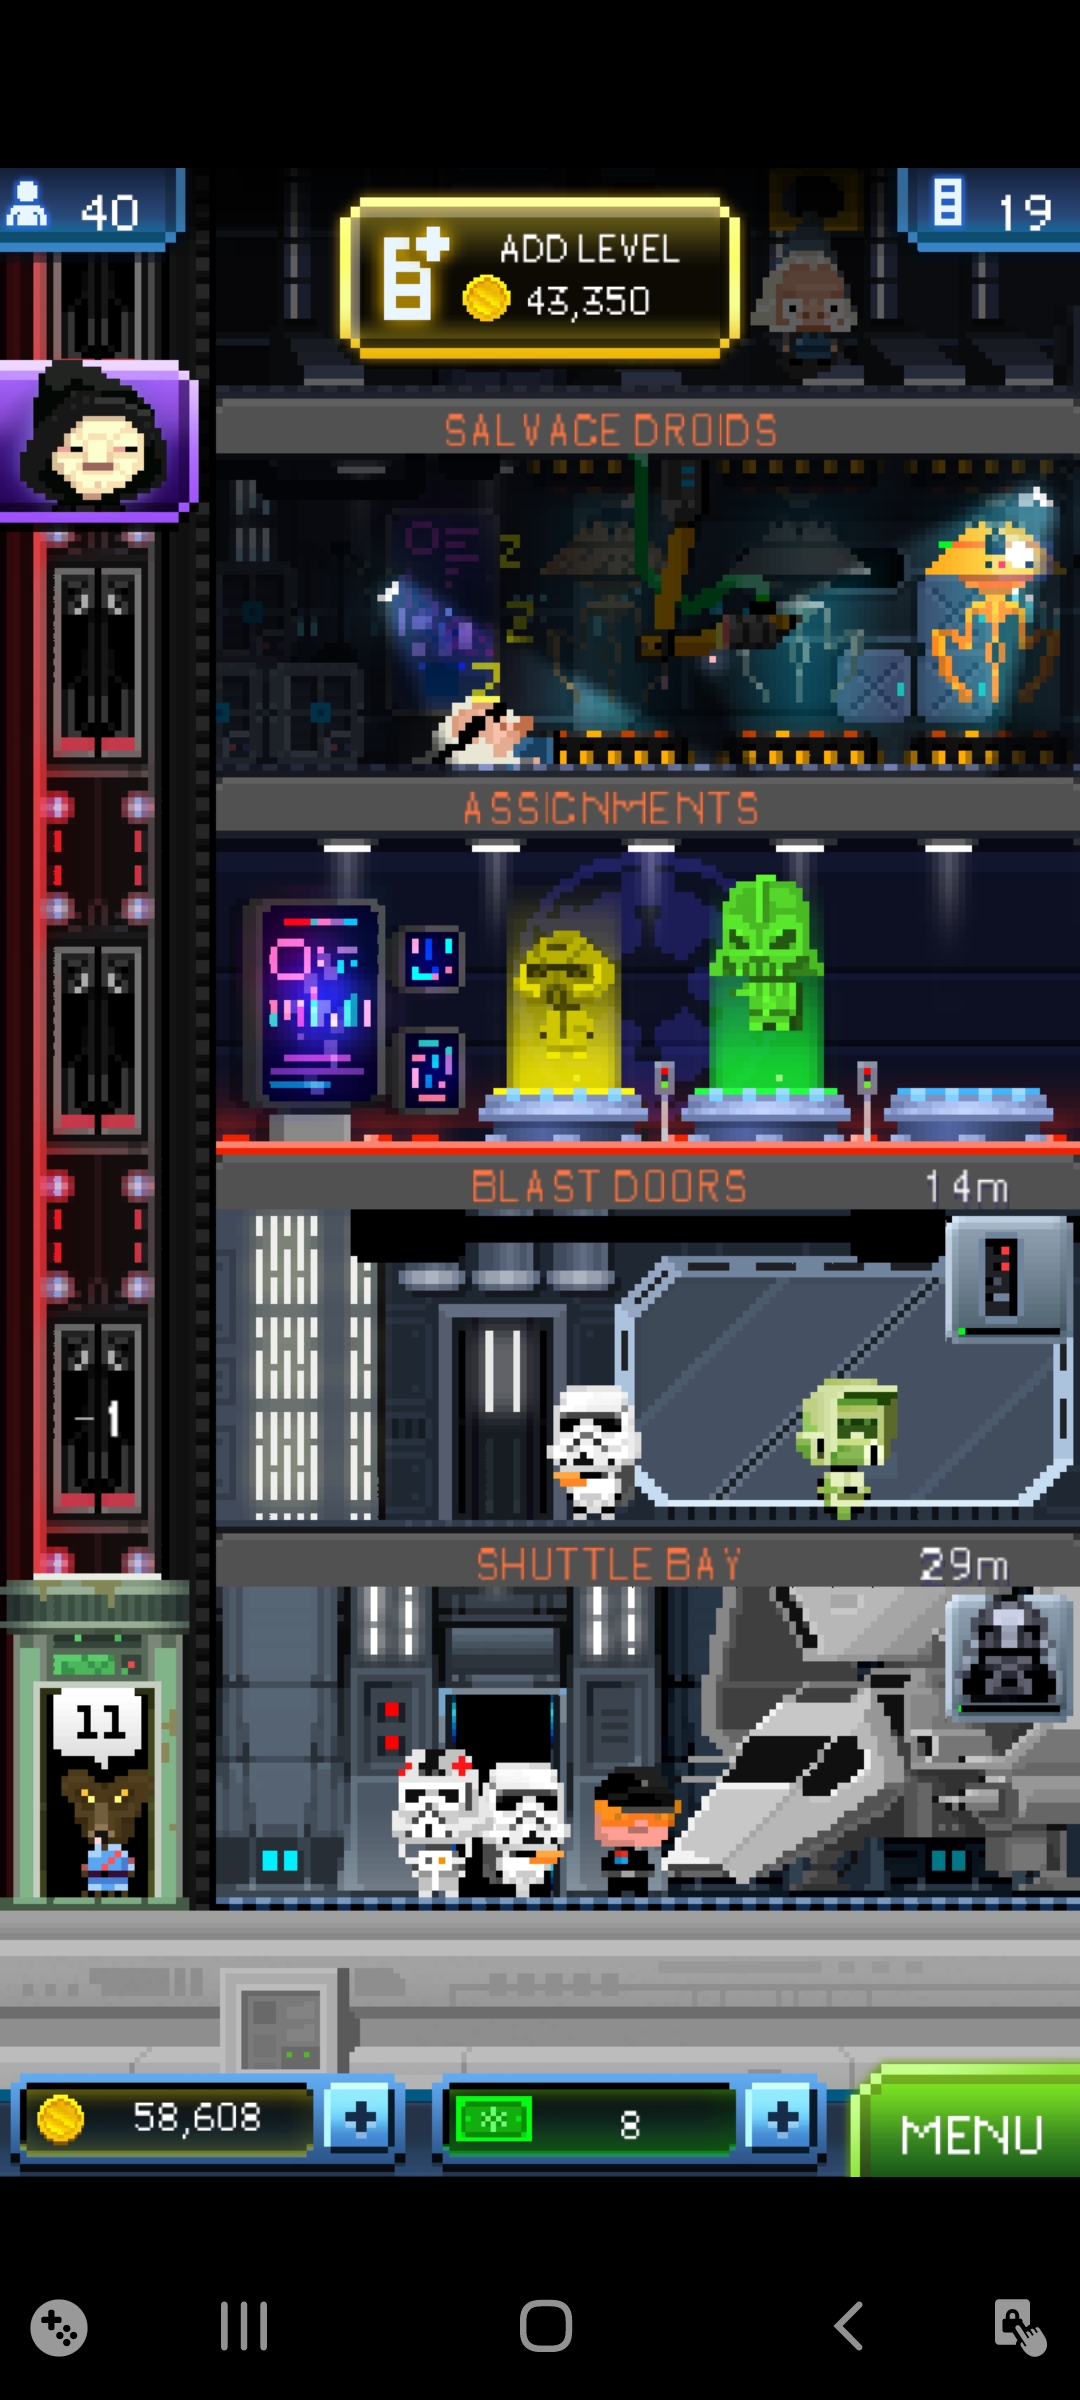 40
ADD LEVEL
43,350
19
SALVAGE DROIDS
Z
Z
Z
ASSIGNMENTS
BLAST DOORS 14m
-1
SHUTTLE BAY 29m
11
58,608
8
MENU